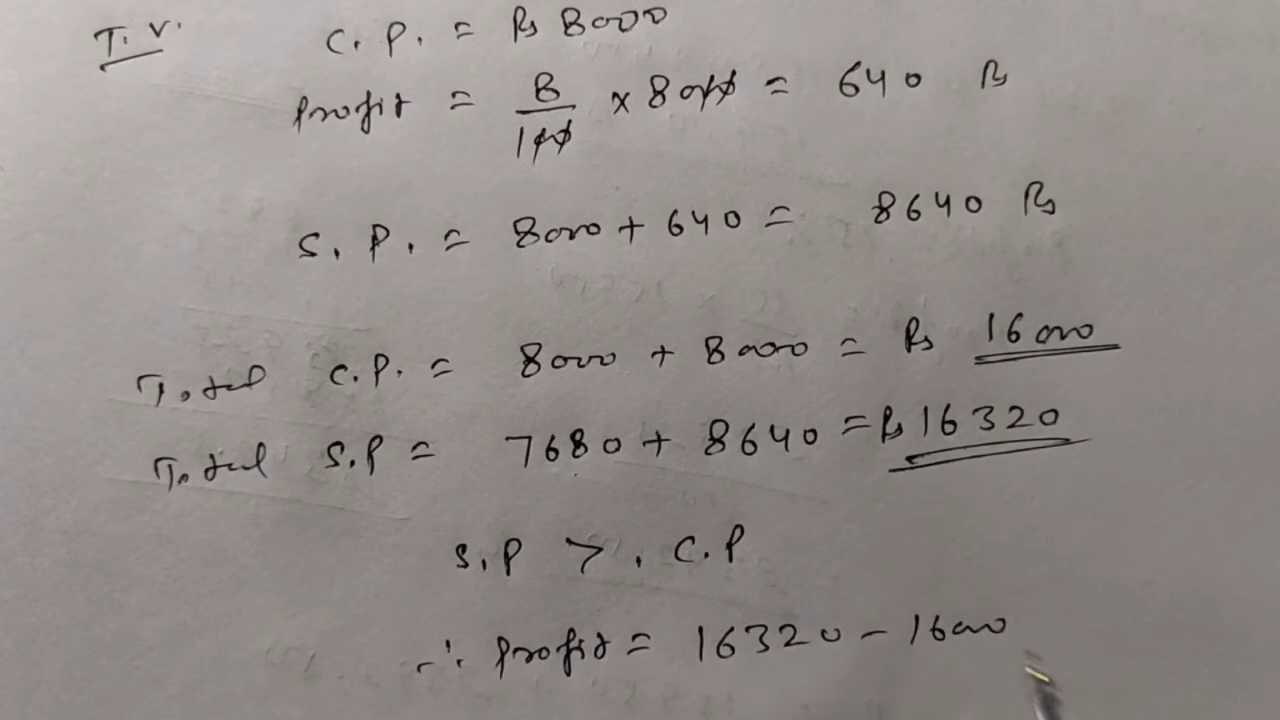 T.V. C.P. = Rs 8000
Profit = 8/100 x 8000 = 640 Rs
S.P. = 8000 + 640 = 8640 Rs
Total C.P. = 8000 + 8000 = Rs 16000
Total S.P = 7680 + 8640 = Rs 16320
S.P > C.P
∴ Profit = 16320 - 16000